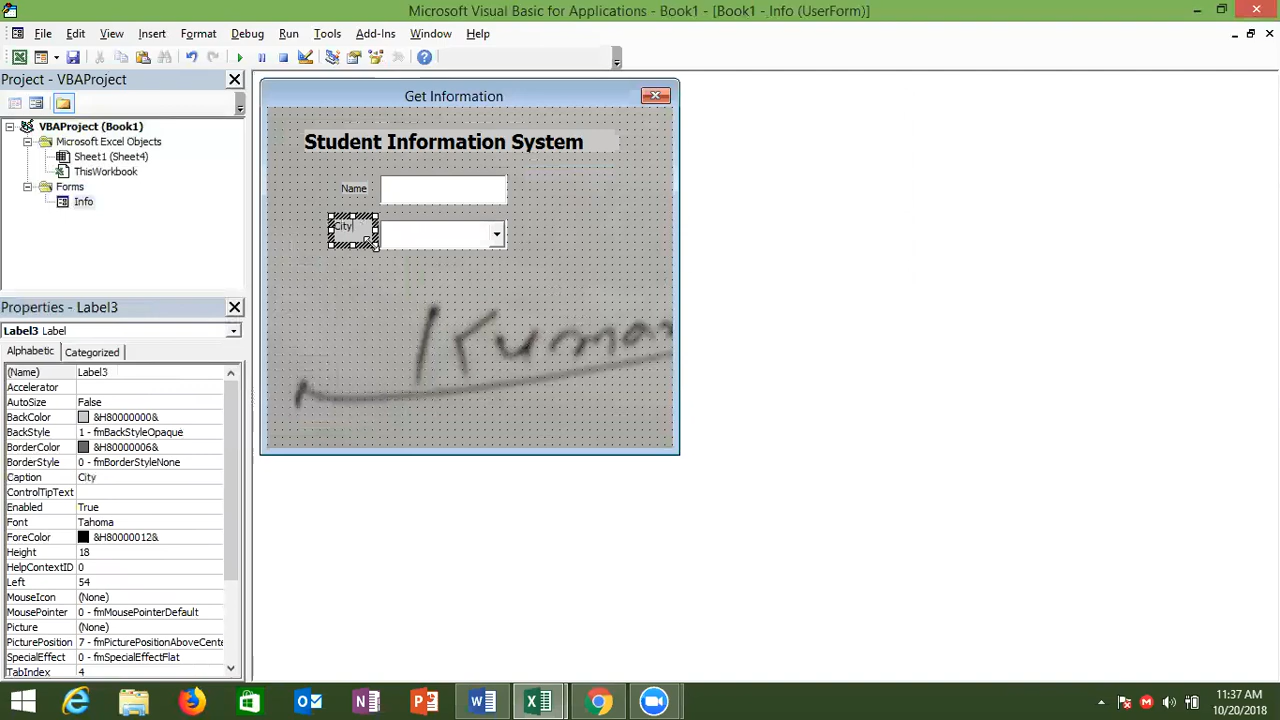 Microsoft Visual Basic for Applications - Book1 - [Book1 - Info (UserForm)]
File Edit View Insert Format Debug Run Tools Add-Ins Window Help
Project - VBAProject
VBAProject (Book1)
Microsoft Excel Objects
Sheet1 (Sheet4)
ThisWorkbook
Forms
Info
Get Information
Student Information System
Name
City
Kumar
Properties - Label3
Label3 Label
Alphabetic Categorized
(Name) Label3
Accelerator
AutoSize False
BackColor &H80000000&
BackStyle 1 - fmBackStyleOpaque
BorderColor &H80000006&
BorderStyle 0 - fmBorderStyleNone
Caption City
ControlTipText
Enabled True
Font Tahoma
ForeColor &H80000012&
Height 18
HelpContextID 0
Left 54
MouseIcon (None)
MousePointer 0 - fmMousePointerDefault
Picture (None)
PicturePosition 7 - fmPicturePositionAboveCente
SpecialEffect 0 - fmSpecialEffectFlat
TabIndex 4
11:37 AM
10/20/2018